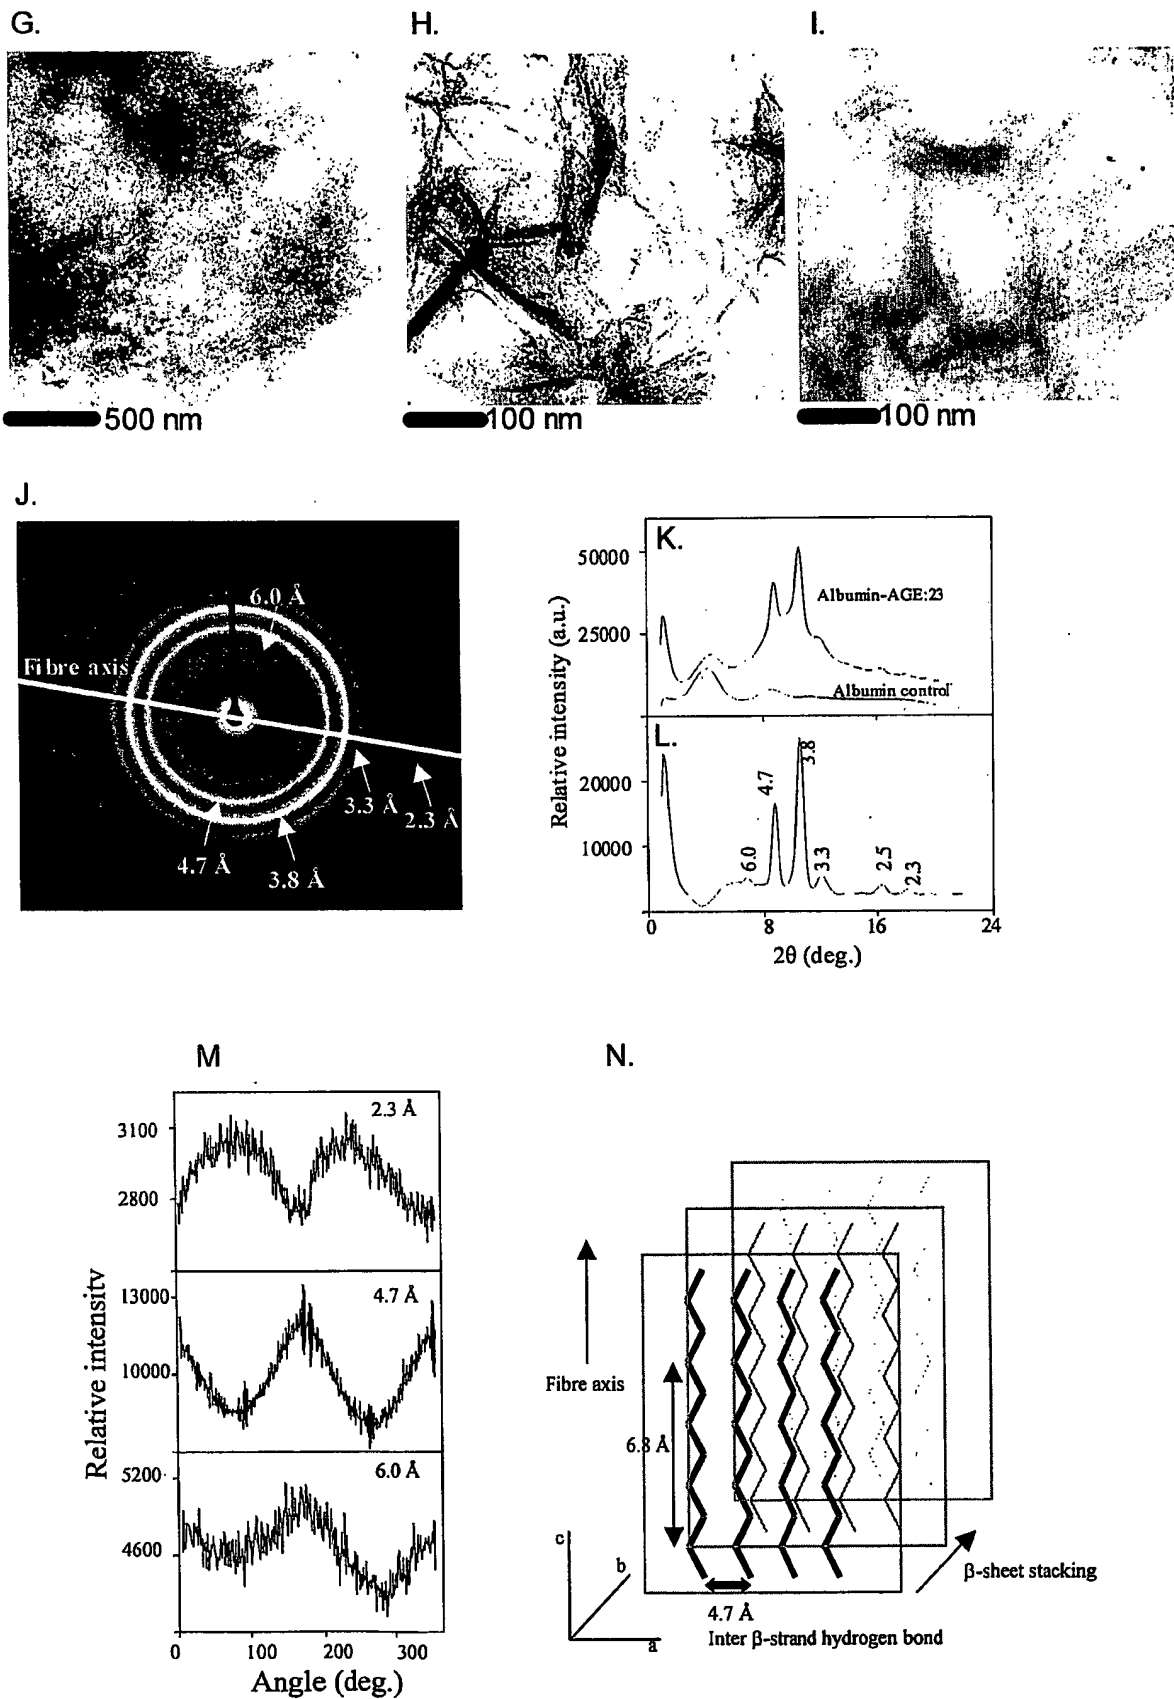 G.
H.
I.
500 nm
100 nm
100 nm
J.
6.0 Å
Fibre axis
3.3 Å
2.3 Å
4.7 Å
3.8 Å
K.
50000
25000
Albumin-AGE:23
Albumin control
Relative intensity (a.u.)
L.
20000
10000
6.0
4.7
3.8
3.3
2.5
2.3
0
8
16
24
2θ (deg.)
M
2.3 Å
3100
2800
4.7 Å
13000
10000
6.0 Å
5200
4600
Relative intensity
0
100
200
300
Angle (deg.)
N.
Fibre axis
6.8 Å
c
b
a
β-sheet stacking
4.7 Å
Inter β-strand hydrogen bond